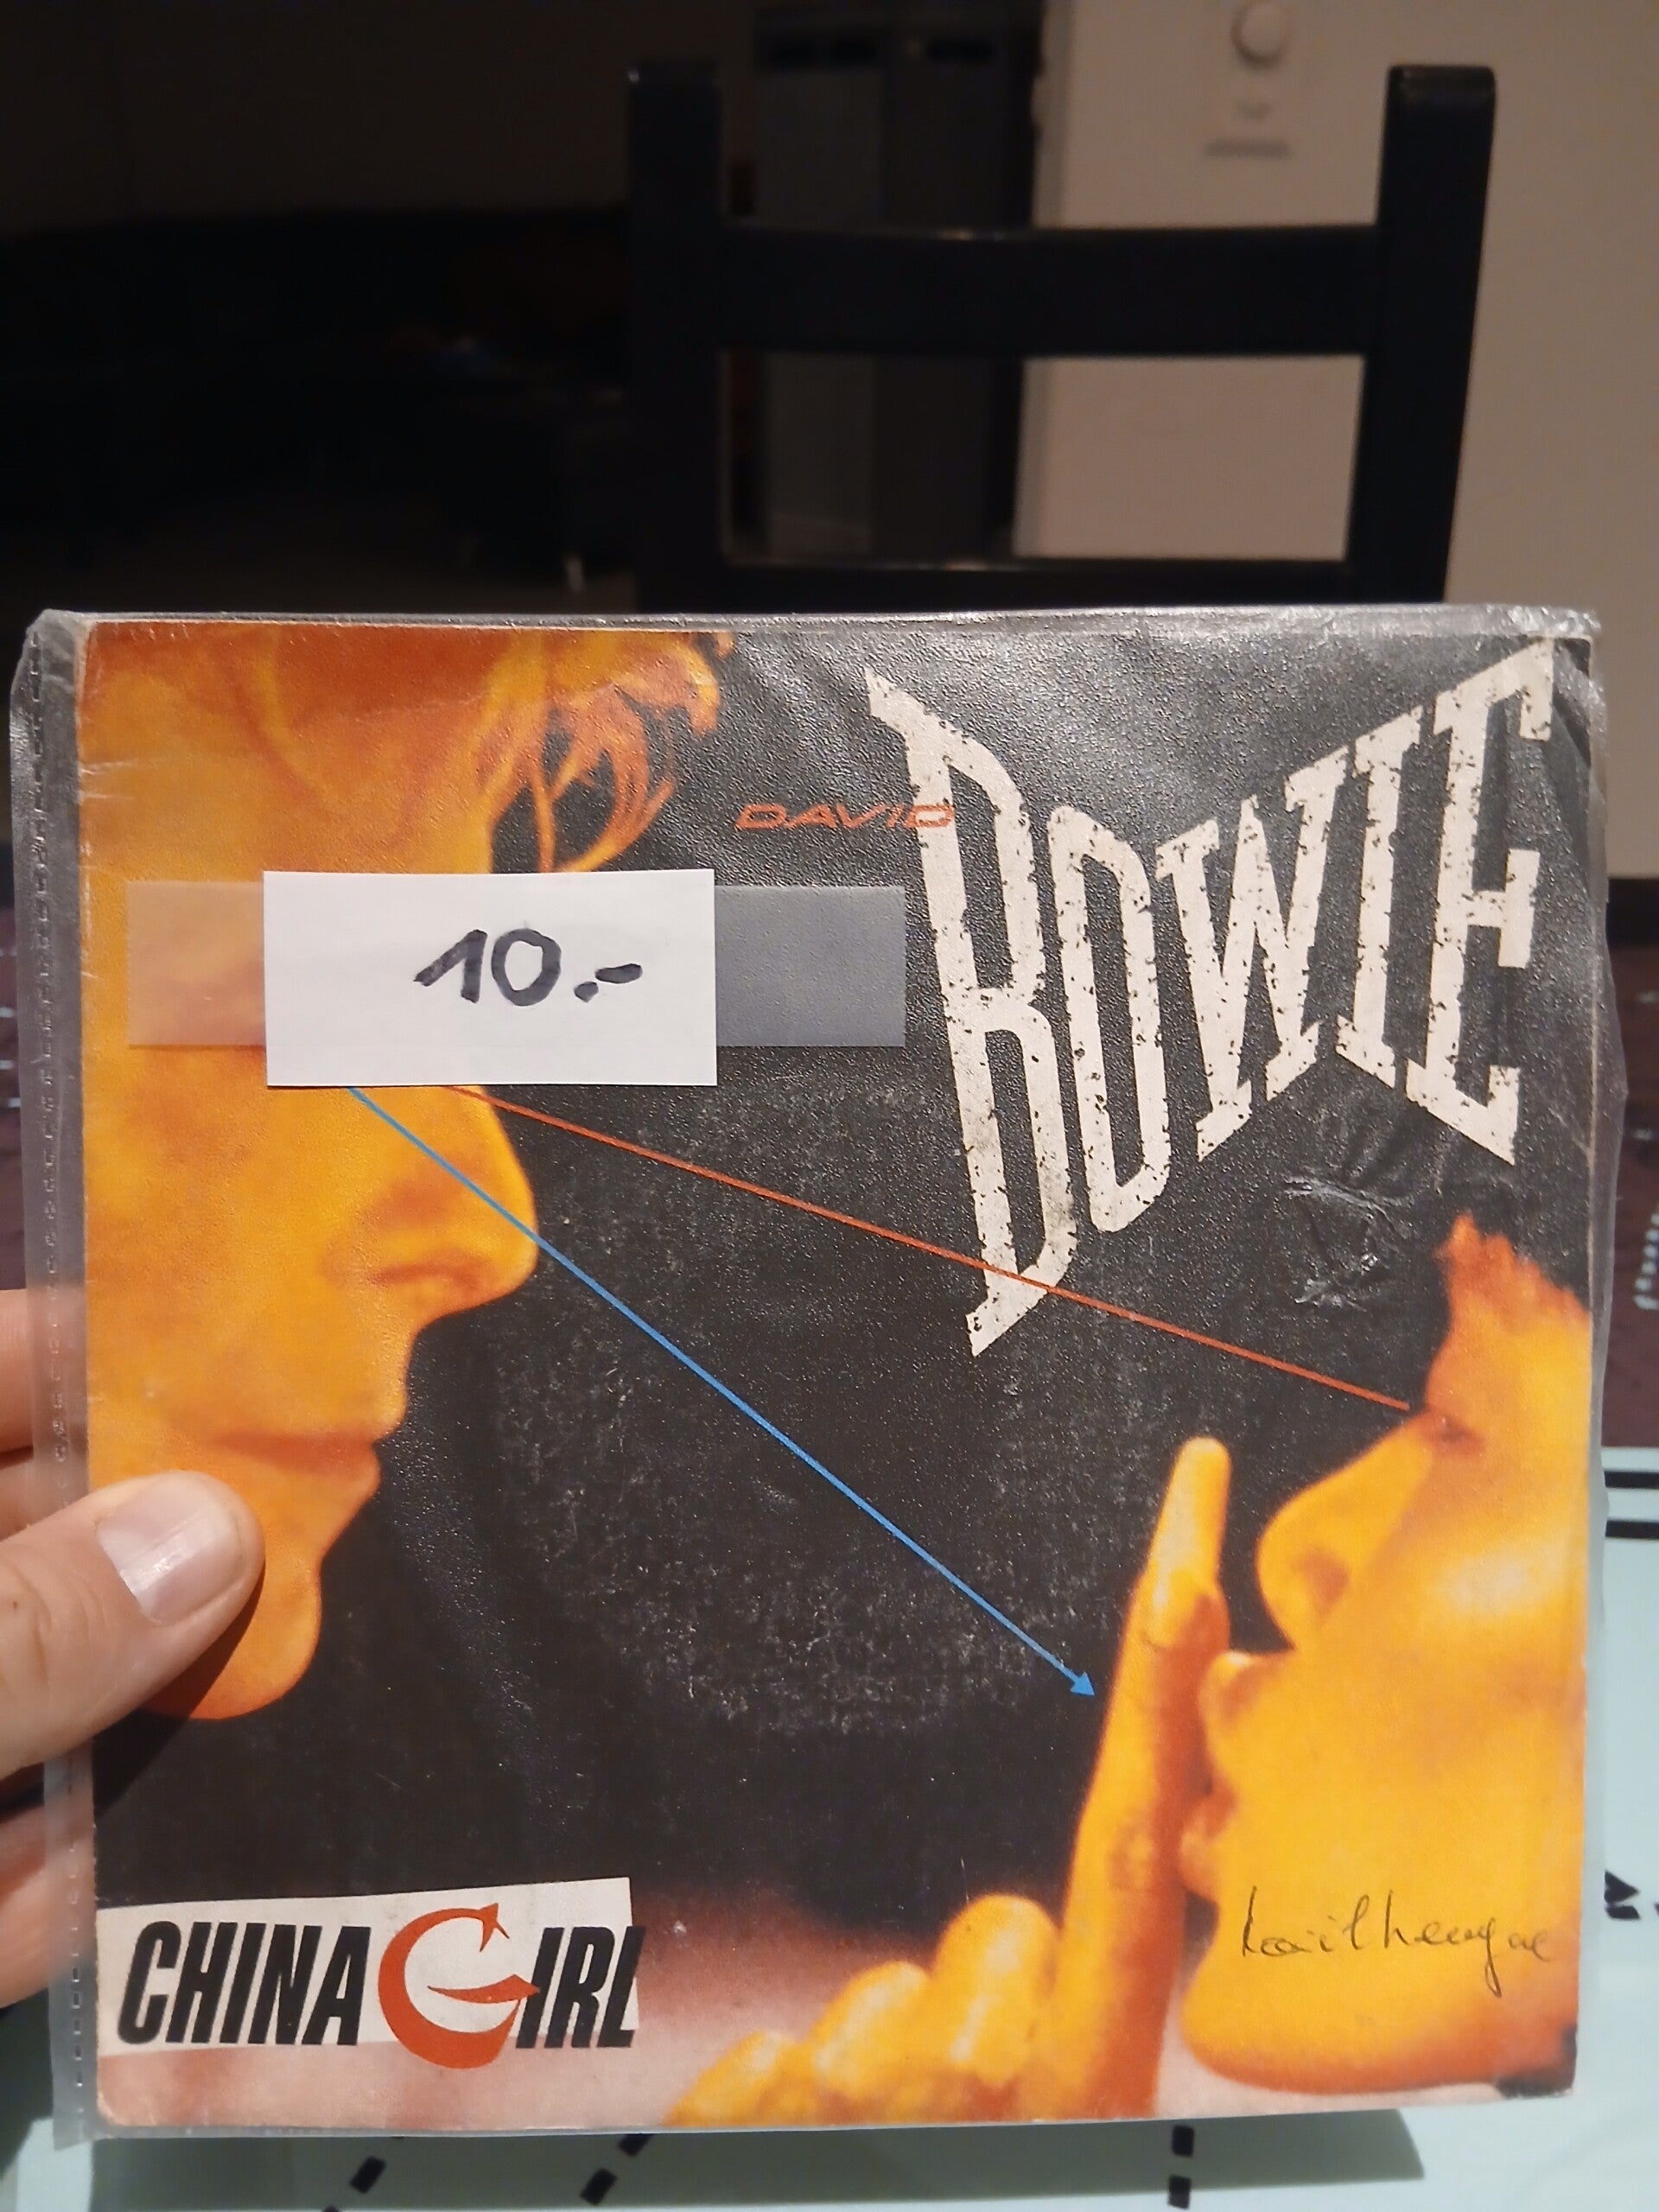 DAVID
BOWIE
10.-
CHINA GIRL